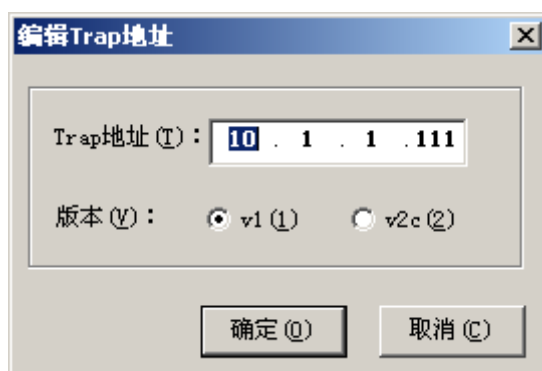 编辑Trap地址
Trap地址(T)： 10 . 1 . 1 .111
版本(V)： v1(1) v2c(2)
确定(O) 取消(C)